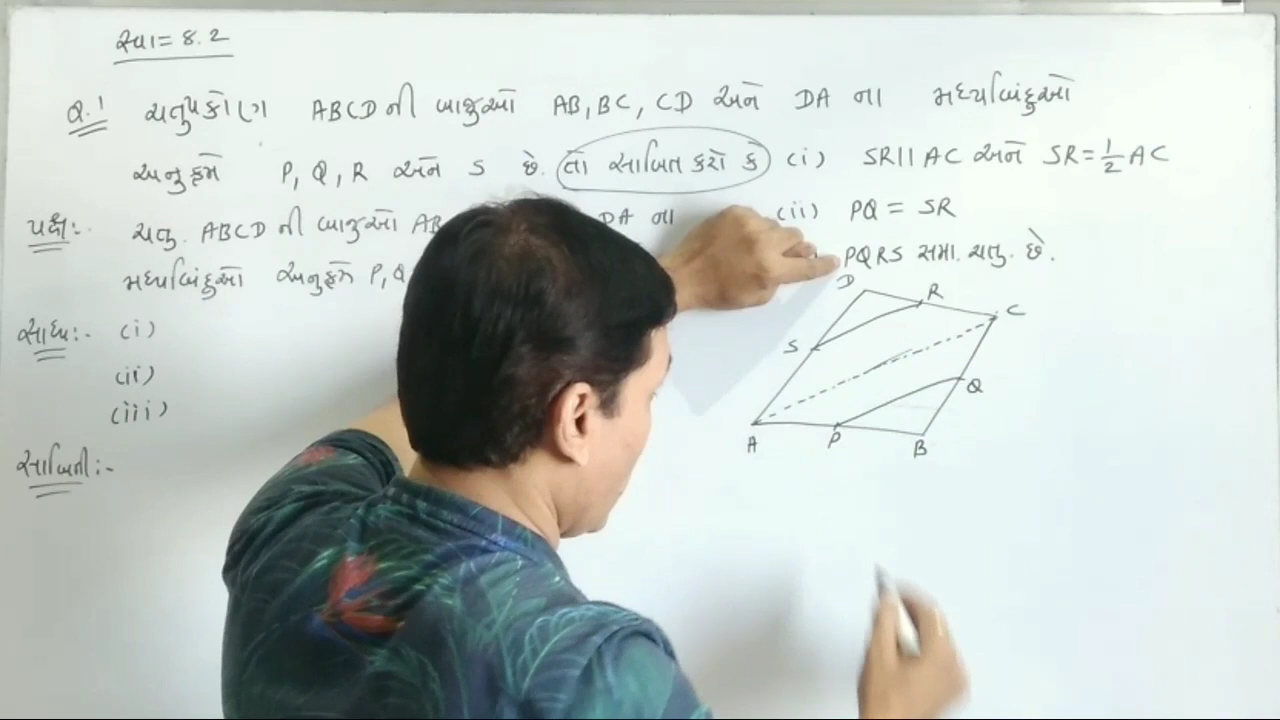 સ્વા= 8.2
Q.1 ચતુષ્કોણ ABCD ની બાજુઓ AB, BC, CD અને DA ના મધ્યબિંદુઓ
અનુક્રમે P, Q, R અને S છે. તો સાબિત કરો કે (i) SR || AC અને SR = 1/2 AC
(ii) PQ = SR
PQRS સમા. ચતુ. છે.
પક્ષ:- ચતુ. ABCD ની બાજુઓ AB DA ના
મધ્યબિંદુઓ અનુક્રમે P, Q
સાધ્ય:- (i)
(ii)
(iii)
સાબિતી:-
D R C
S Q
A P B